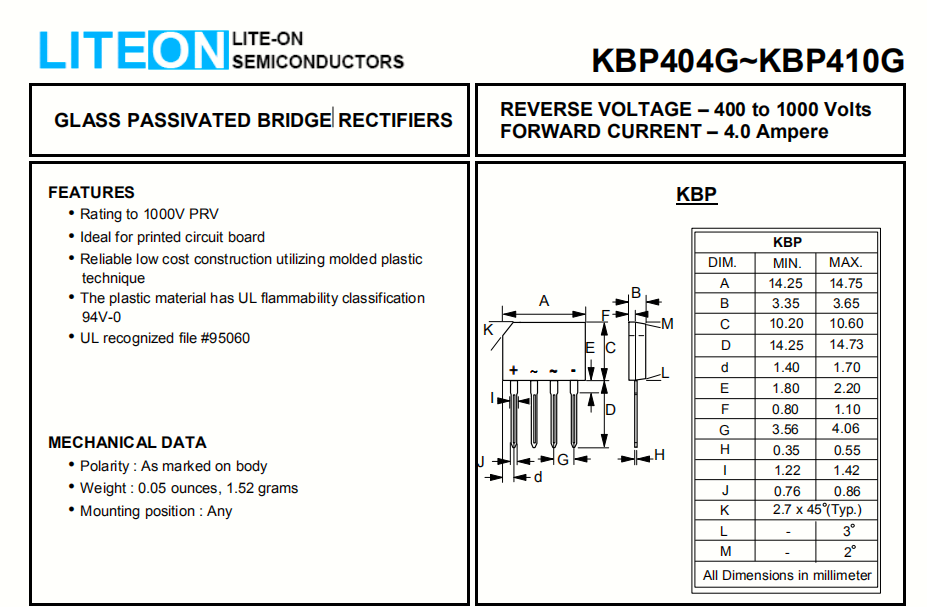 LITEON
LITE-ON
SEMICONDUCTORS
KBP404G~KBP410G
GLASS PASSIVATED BRIDGE RECTIFIERS
REVERSE VOLTAGE – 400 to 1000 Volts
FORWARD CURRENT – 4.0 Ampere
FEATURES
• Rating to 1000V PRV
• Ideal for printed circuit board
• Reliable low cost construction utilizing molded plastic
technique
• The plastic material has UL flammability classification
94V-0
• UL recognized file #95060
MECHANICAL DATA
• Polarity : As marked on body
• Weight : 0.05 ounces, 1.52 grams
• Mounting position : Any
KBP
A
B
F
K
M
E C
+ ~ ~ -
L
I
D
J
G
H
d
KBP
DIM. MIN. MAX.
A 14.25 14.75
B 3.35 3.65
C 10.20 10.60
D 14.25 14.73
d 1.40 1.70
E 1.80 2.20
F 0.80 1.10
G 3.56 4.06
H 0.35 0.55
I 1.22 1.42
J 0.76 0.86
K 2.7 x 45°(Typ.)
L - 3°
M - 2°
All Dimensions in millimeter